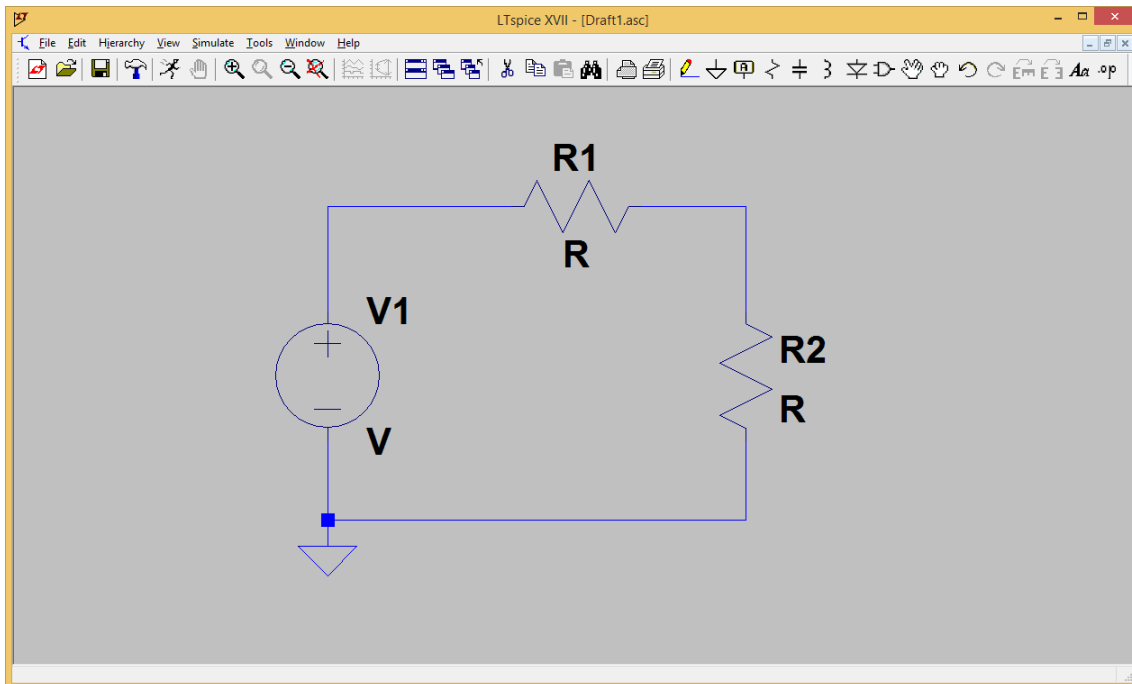 LTspice XVII - [Draft1.asc]
File Edit Hierarchy View Simulate Tools Window Help
Aa .op
R1
R
V1
V
R2
R